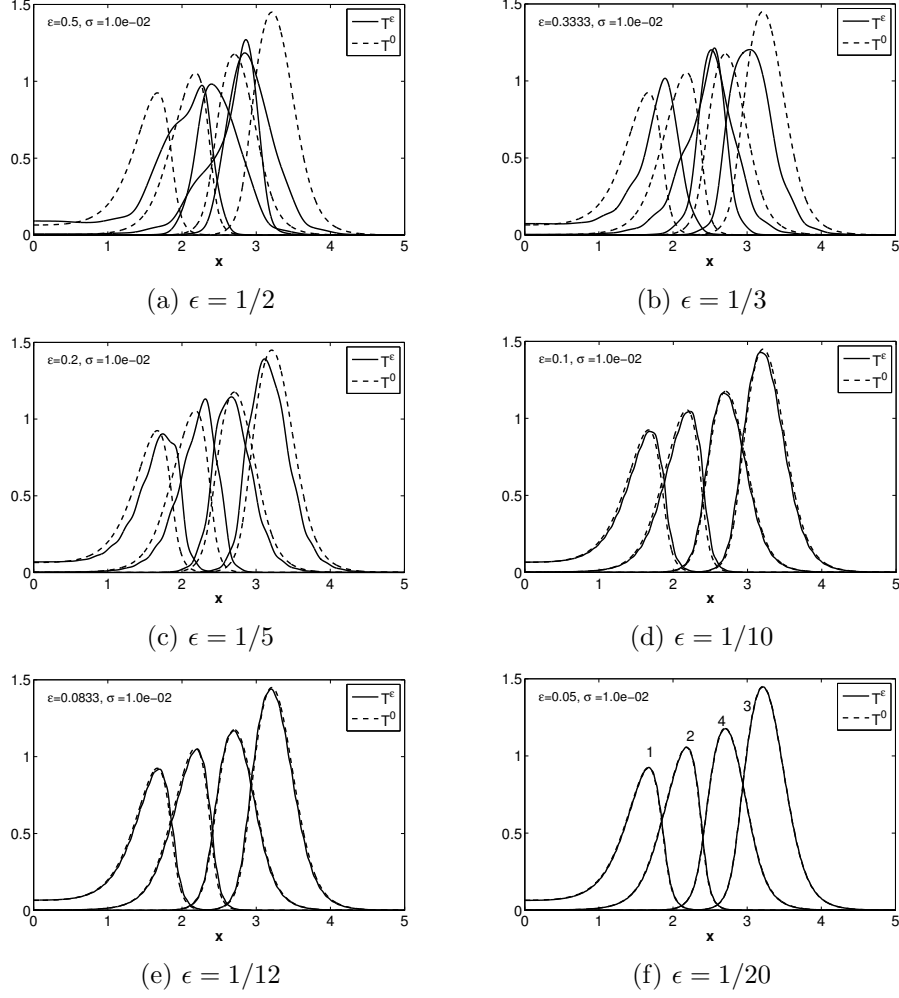 ε=0.5, σ =1.0e−02
T^ε
T^0
1.5
1
0.5
0
0 1 2 3 4 5
x
(a) ϵ = 1/2
ε=0.3333, σ =1.0e−02
T^ε
T^0
1.5
1
0.5
0
0 1 2 3 4 5
x
(b) ϵ = 1/3
ε=0.2, σ =1.0e−02
T^ε
T^0
1.5
1
0.5
0
0 1 2 3 4 5
x
(c) ϵ = 1/5
ε=0.1, σ =1.0e−02
T^ε
T^0
1.5
1
0.5
0
0 1 2 3 4 5
x
(d) ϵ = 1/10
ε=0.0833, σ =1.0e−02
T^ε
T^0
1.5
1
0.5
0
0 1 2 3 4 5
x
(e) ϵ = 1/12
ε=0.05, σ =1.0e−02
T^ε
T^0
1.5
1
0.5
0
1 2 4 3
0 1 2 3 4 5
x
(f) ϵ = 1/20